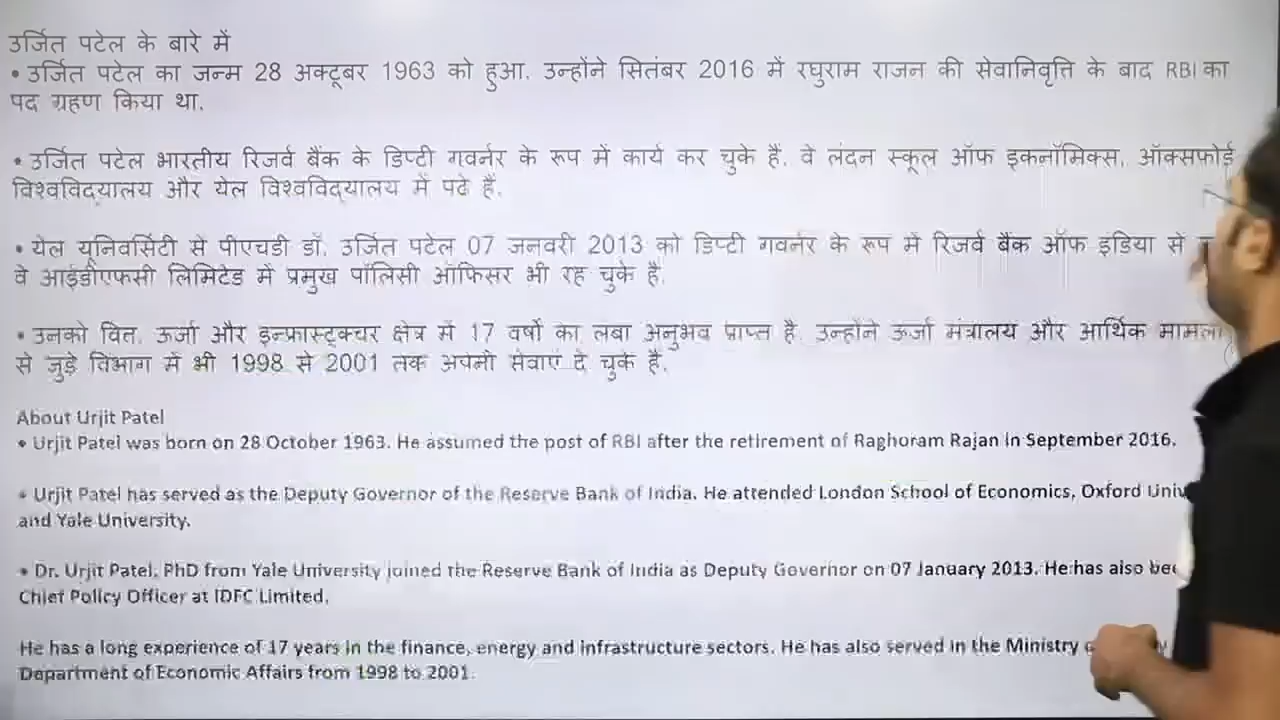 उर्जित पटेल के बारे में
• उर्जित पटेल का जन्म 28 अक्टूबर 1963 को हुआ. उन्होंने सितंबर 2016 में रघुराम राजन की सेवानिवृत्ति के बाद RBI का
पद ग्रहण किया था.
• उर्जित पटेल भारतीय रिजर्व बैंक के डिप्टी गवर्नर के रूप में कार्य कर चुके हैं. वे लंदन स्कूल ऑफ इकनॉमिक्स, ऑक्सफोर्ड
विश्वविद्यालय और येल विश्वविद्यालय में पढे हैं.
• येल यूनिवर्सिटी से पीएचडी डॉ. उर्जित पटेल 07 जनवरी 2013 को डिप्टी गवर्नर के रूप में रिजर्व बैंक ऑफ इंडिया से
वे आईडीएफसी लिमिटेड में प्रमुख पॉलिसी ऑफिसर भी रह चुके है.
• उनको वित्त, ऊर्जा और इन्फ्रास्ट्रक्चर क्षेत्र में 17 वर्षों का लंबा अनुभव प्राप्त है. उन्होंने ऊर्जा मंत्रालय और आर्थिक मामलों
से जुड़े विभाग में भी 1998 से 2001 तक अपनी सेवाएं दे चुके है.
About Urjit Patel
• Urjit Patel was born on 28 October 1963. He assumed the post of RBI after the retirement of Raghoram Rajan in September 2016.
• Urjit Patel has served as the Deputy Governor of the Reserve Bank of India. He attended London School of Economics, Oxford Univ
and Yale University.
• Dr. Urjit Patel, PhD from Yale University joined the Reserve Bank of India as Deputy Governor on 07 January 2013. He has also bee
Chief Policy Officer at IDFC Limited.
He has a long experience of 17 years in the finance, energy and infrastructure sectors. He has also served in the Ministry
Department of Economic Affairs from 1998 to 2001.